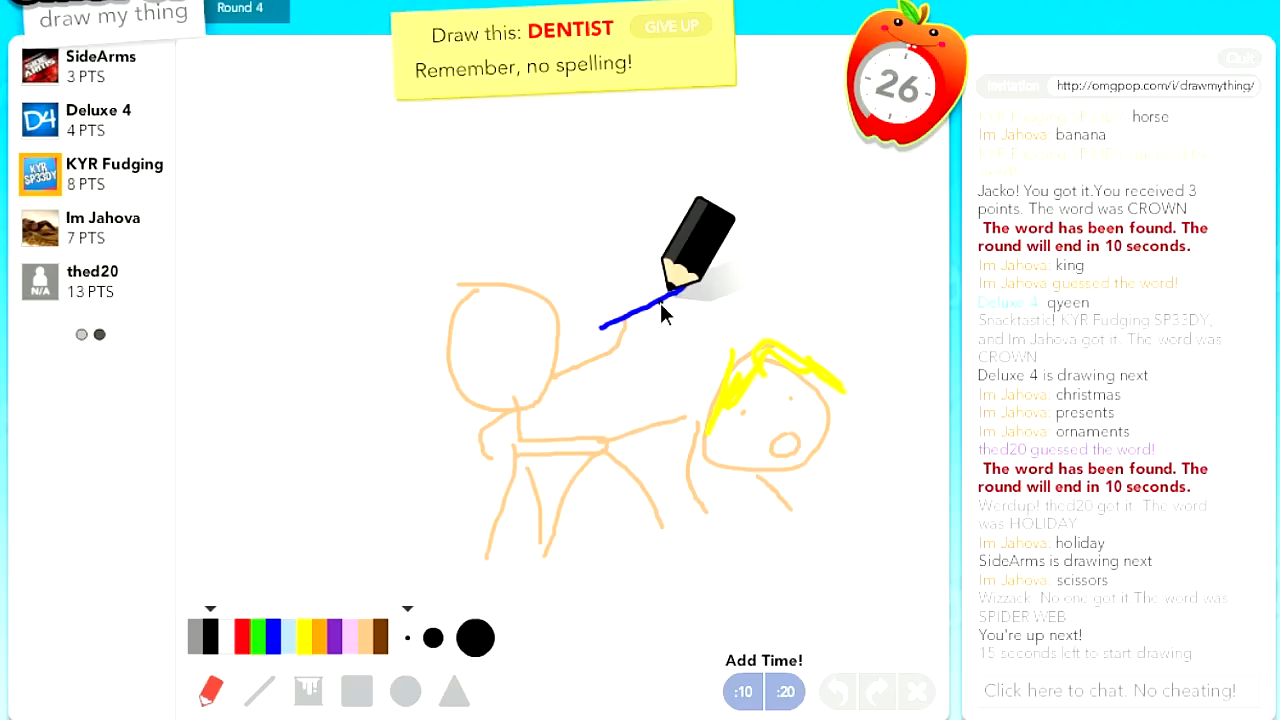 draw my thing
Round 4
Draw this: DENTIST
GIVE UP
Remember, no spelling!
26
SideArms
3 PTS
Deluxe 4
4 PTS
KYR Fudging
8 PTS
Im Jahova
7 PTS
thed20
13 PTS
SIDE ARMS
D4
KYR SP33DY
N/A
Quit
Invitation http://omgpop.com/i/drawmything/
horse
Im Jahova: banana
Jacko! You got it.You received 3
points. The word was CROWN
The word has been found. The
round will end in 10 seconds.
Im Jahova: king
Im Jahova guessed the word!
Deluxe 4: qyeen
Snacktastic! KYR Fudging SP33DY,
and Im Jahova got it. The word was
CROWN
Deluxe 4 is drawing next
Im Jahova: christmas
Im Jahova: presents
Im Jahova: ornaments
thed20 guessed the word!
The word has been found. The
round will end in 10 seconds.
Werdup! thed20 got it. The word
was HOLIDAY
Im Jahova: holiday
SideArms is drawing next
Im Jahova: scissors
Wizzack. No one got it The word was
SPIDER WEB
You're up next!
15 seconds left to start drawing
Click here to chat. No cheating!
Add Time!
:10 :20